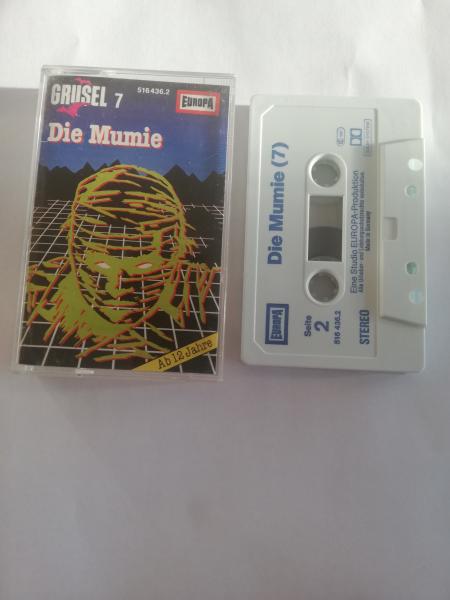 GRUSEL 7
516 436.2
EUROPA
Die Mumie
Ab 12 Jahre
Die Mumie (7)
EUROPA
Seite
2
516 436.2
Eine Studio EUROPA-Produktion
Made in Germany
STEREO